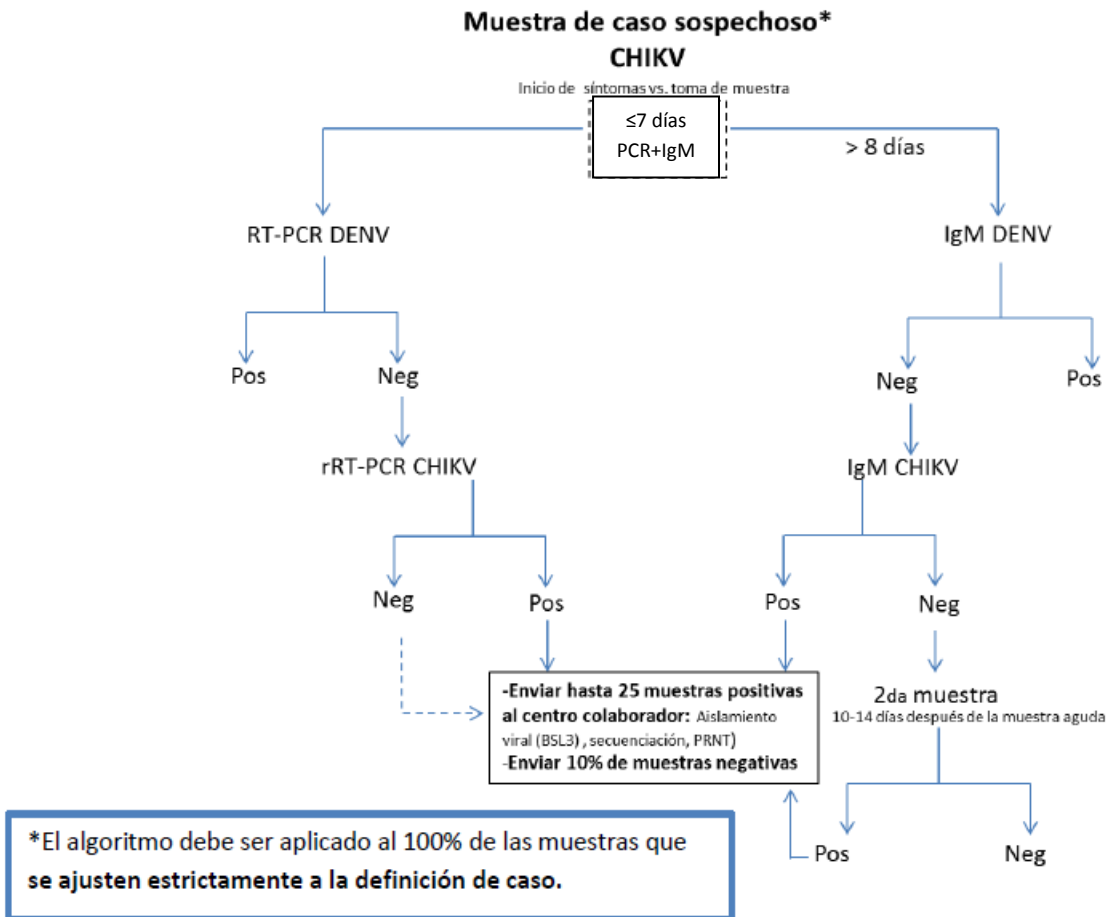 Muestra de caso sospechoso*
CHIKV
Inicio de síntomas vs. toma de muestra
≤7 días
PCR+IgM
> 8 días
RT-PCR DENV
IgM DENV
Pos
Neg
Neg
Pos
rRT-PCR CHIKV
IgM CHIKV
Neg
Pos
Pos
Neg
-Enviar hasta 25 muestras positivas
al centro colaborador: Aislamiento
viral (BSL3) , secuenciación, PRNT)
-Enviar 10% de muestras negativas
2da muestra
10-14 días después de la muestra aguda
Pos
Neg
*El algoritmo debe ser aplicado al 100% de las muestras que
se ajusten estrictamente a la definición de caso.